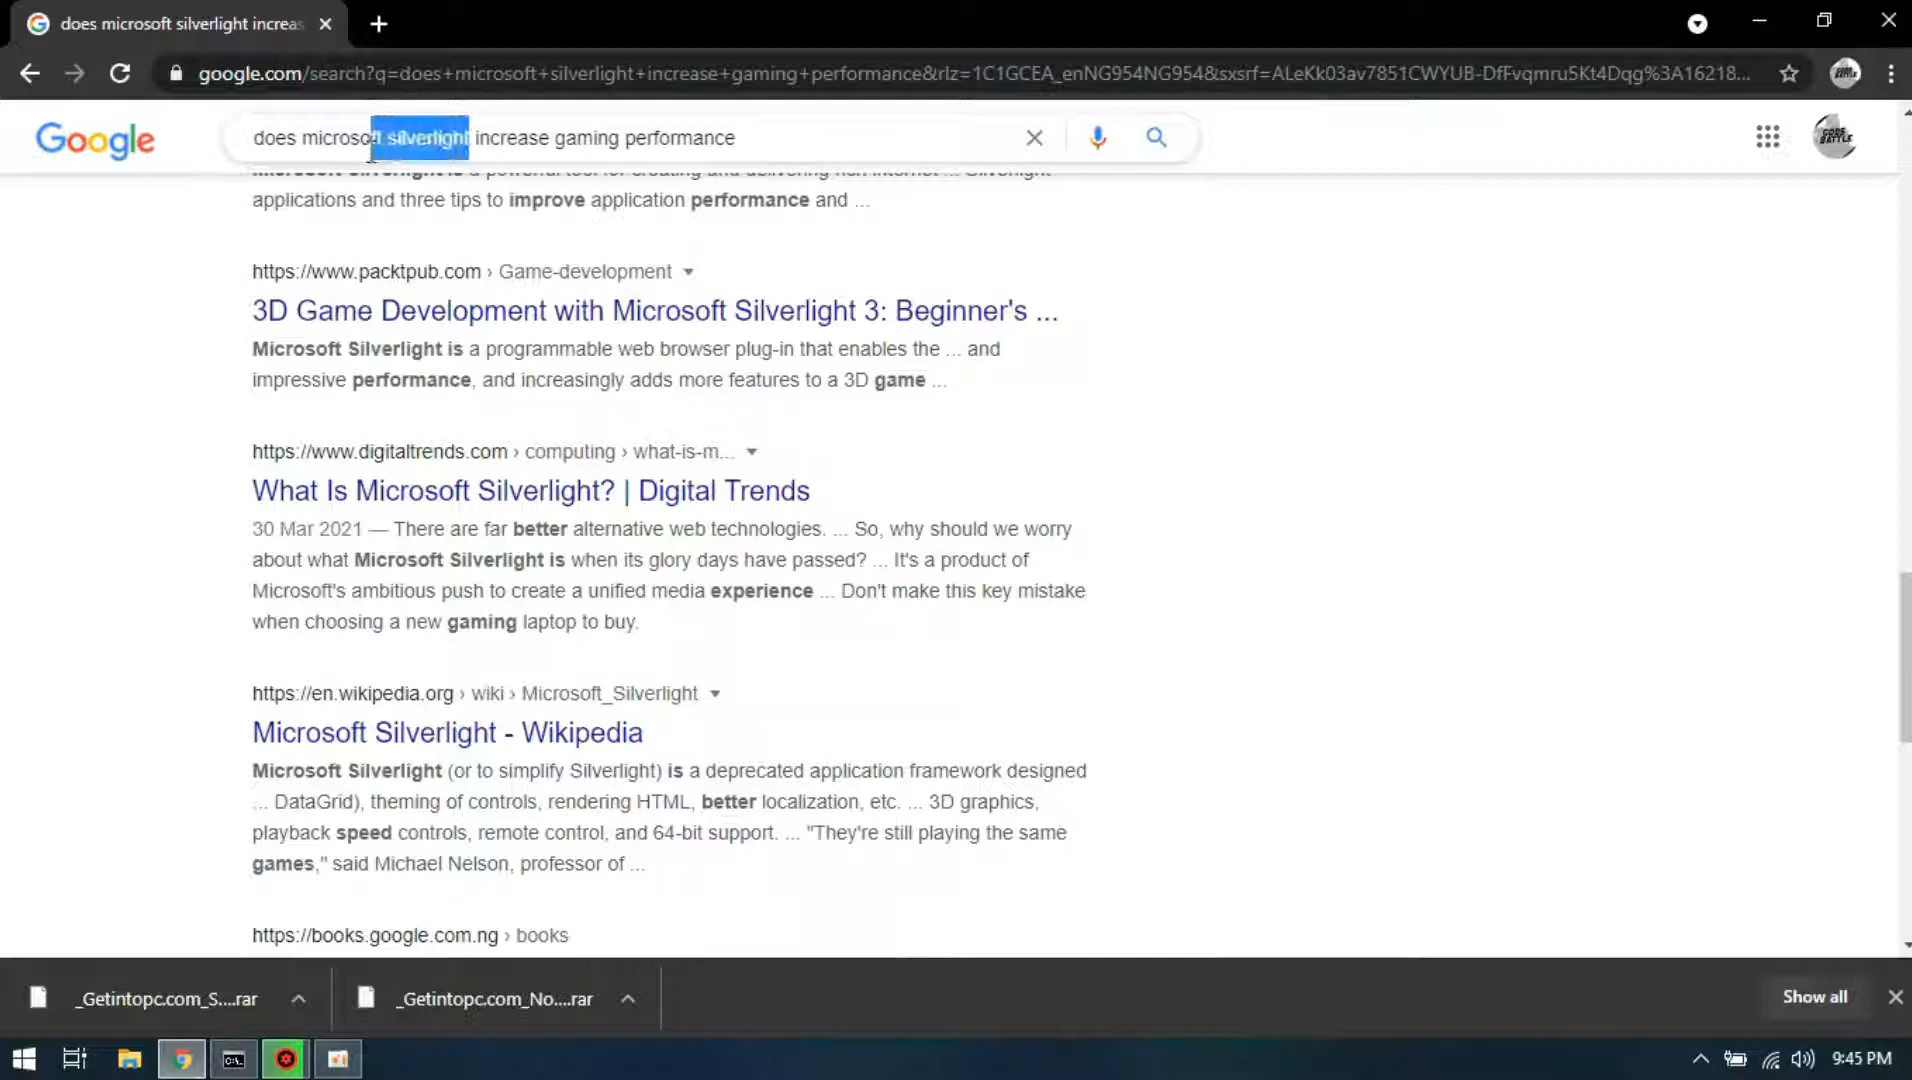 does microsoft silverlight increas
google.com/search?q=does+microsoft+silverlight+increase+gaming+performance&rlz=1C1GCEA_enNG954NG954&sxsrf=ALeKk03av7851CWYUB-DfFvqmru5Kt4Dqg%3A16218...
Google
does microsoft silverlight increase gaming performance
GODS BATTLE
Microsoft Silverlight is a powerful tool for creating and delivering rich internet ... Silverlight
applications and three tips to improve application performance and ...
https://www.packtpub.com › Game-development
3D Game Development with Microsoft Silverlight 3: Beginner's ...
Microsoft Silverlight is a programmable web browser plug-in that enables the ... and
impressive performance, and increasingly adds more features to a 3D game ...
https://www.digitaltrends.com › computing › what-is-m...
What Is Microsoft Silverlight? | Digital Trends
30 Mar 2021 — There are far better alternative web technologies. ... So, why should we worry
about what Microsoft Silverlight is when its glory days have passed? ... It's a product of
Microsoft's ambitious push to create a unified media experience ... Don't make this key mistake
when choosing a new gaming laptop to buy.
https://en.wikipedia.org › wiki › Microsoft_Silverlight
Microsoft Silverlight - Wikipedia
Microsoft Silverlight (or to simplify Silverlight) is a deprecated application framework designed
... DataGrid), theming of controls, rendering HTML, better localization, etc. ... 3D graphics,
playback speed controls, remote control, and 64-bit support. ... "They're still playing the same
games," said Michael Nelson, professor of ...
https://books.google.com.ng › books
_Getintopc.com_S....rar
_Getintopc.com_No....rar
Show all
9:45 PM